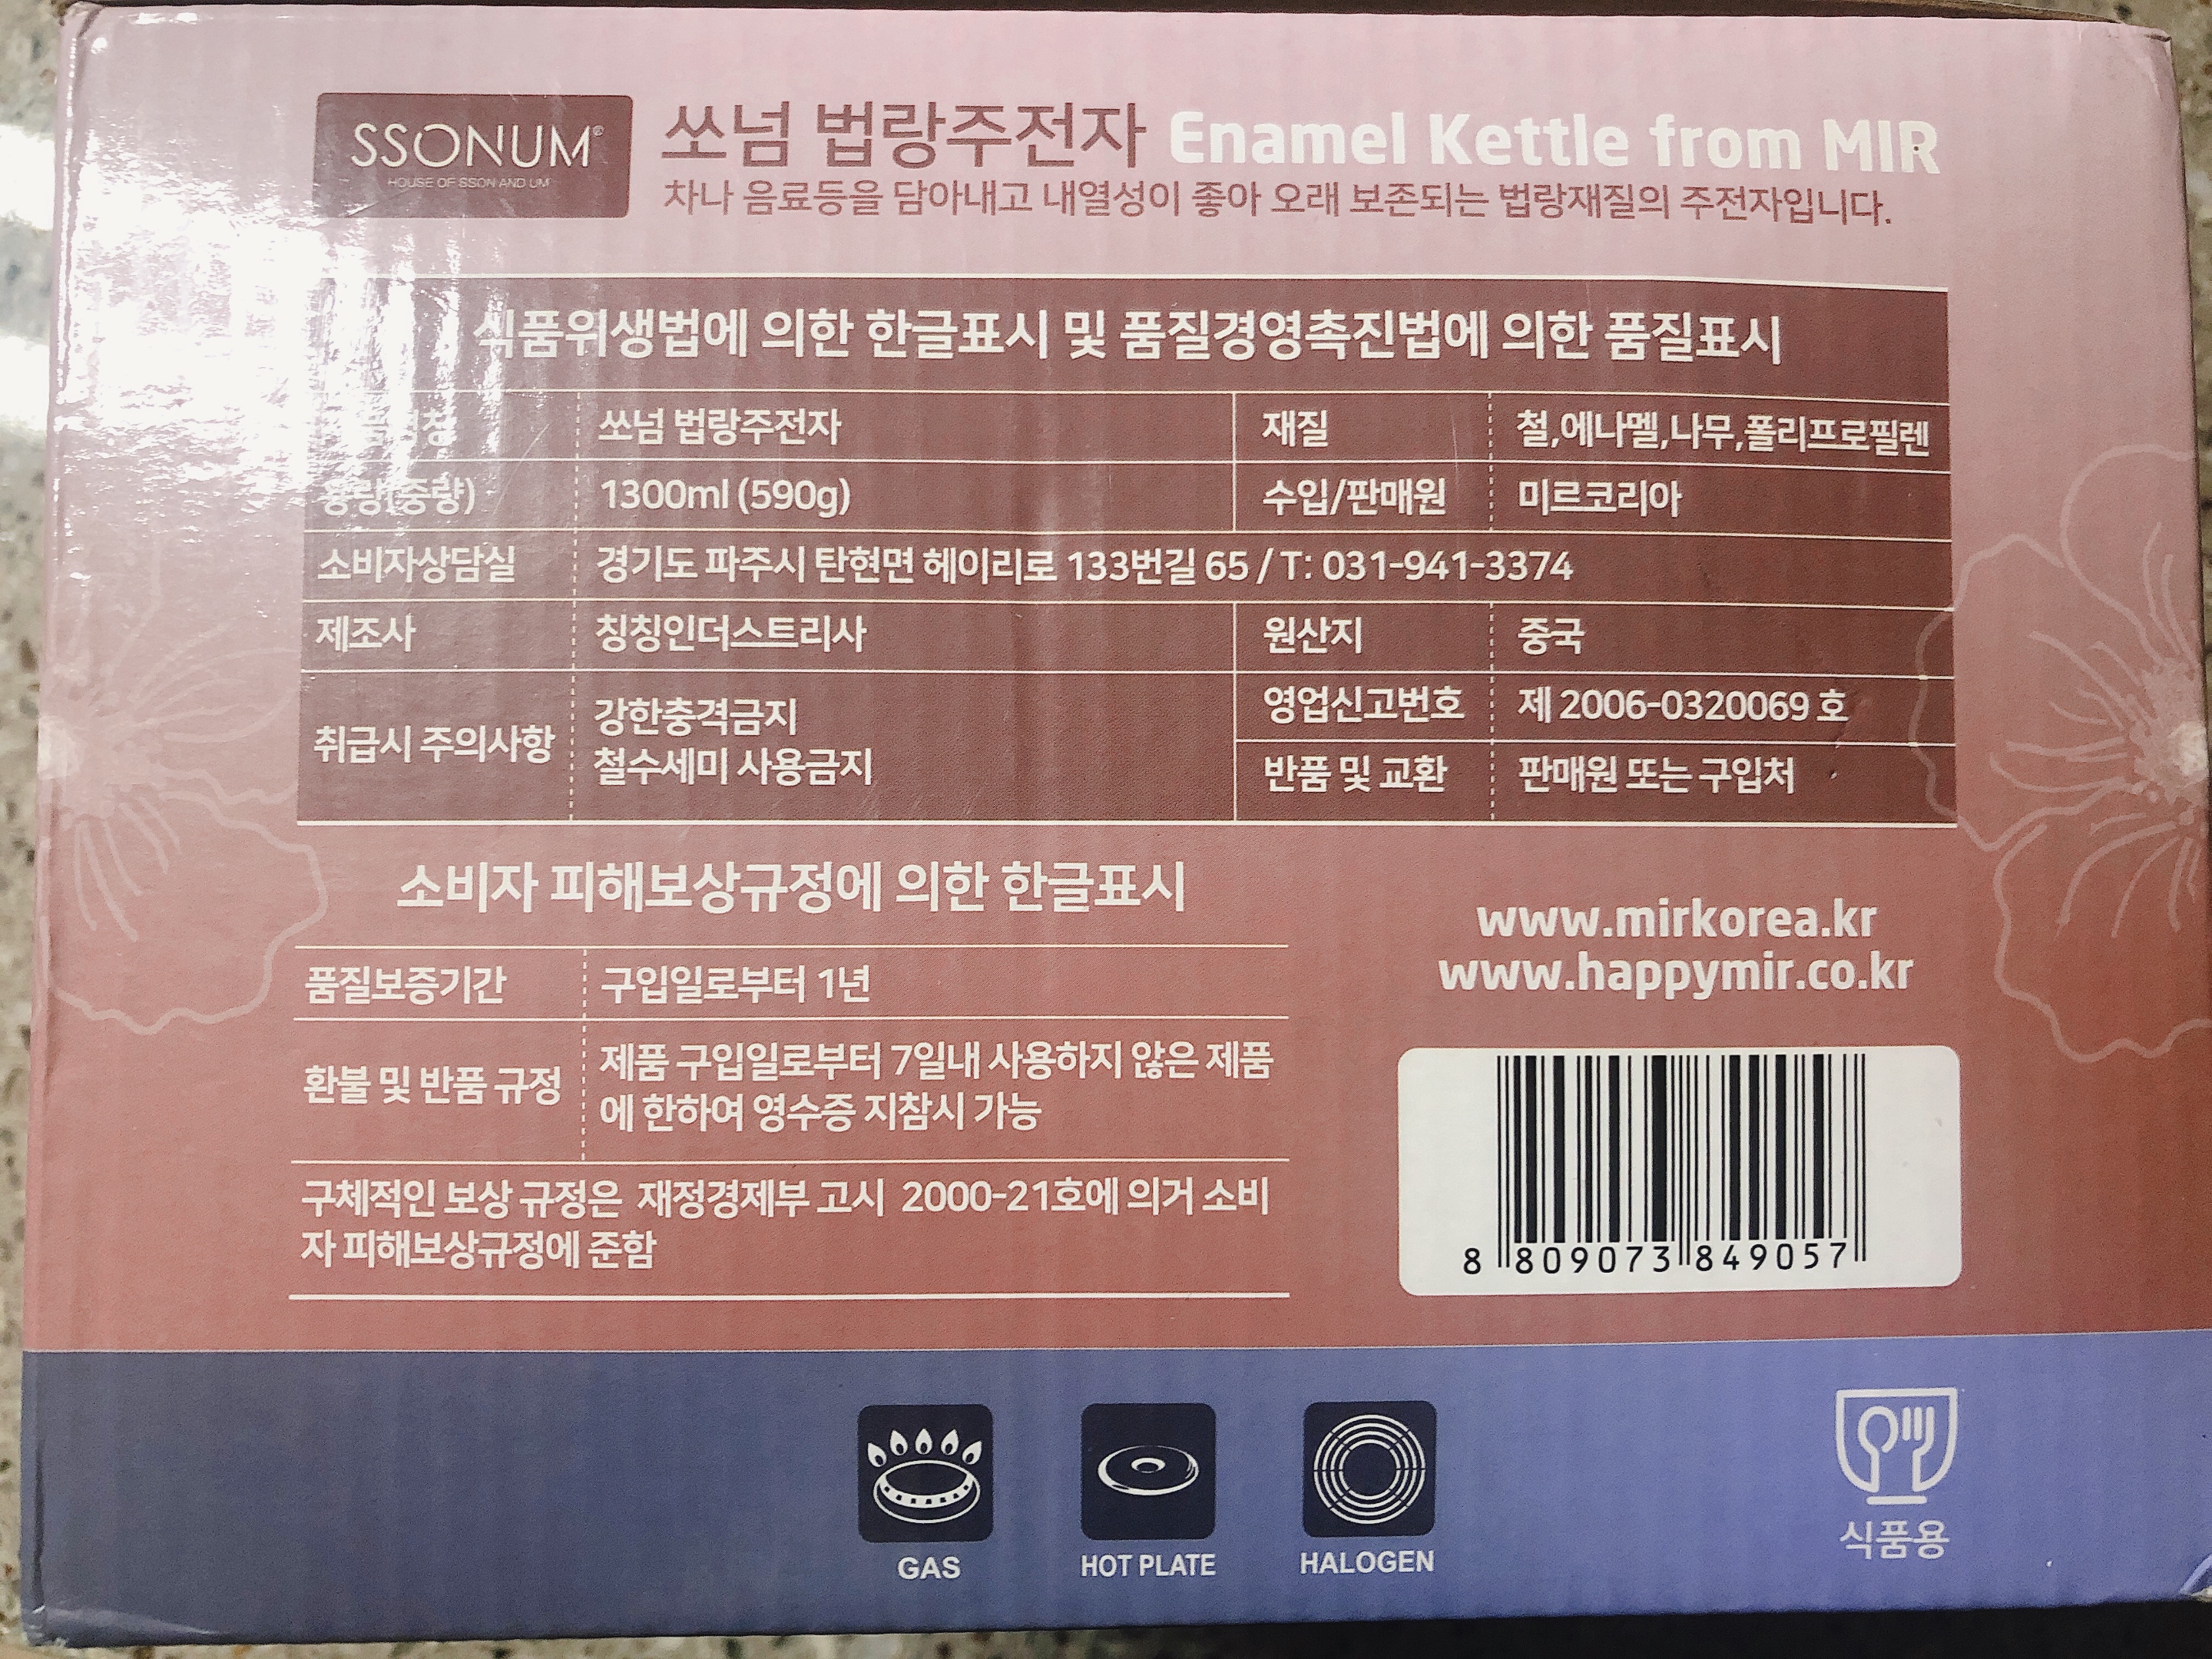 SSONUM®
HOUSE OF SSON AND UM
쏘넘 법랑주전자 Enamel Kettle from MIR
차나 음료등을 담아내고 내열성이 좋아 오래 보존되는 법랑재질의 주전자입니다.
식품위생법에 의한 한글표시 및 품질경영촉진법에 의한 품질표시
쏘넘 법랑주전자 재질 철,에나멜,나무,폴리프로필렌
용량(중량) 1300ml (590g) 수입/판매원 미르코리아
소비자상담실 경기도 파주시 탄현면 헤이리로 133번길 65 / T: 031-941-3374
제조사 칭칭인더스트리사 원산지 중국
취급시 주의사항 강한충격금지
철수세미 사용금지
영업신고번호 제 2006-0320069 호
반품 및 교환 판매원 또는 구입처
소비자 피해보상규정에 의한 한글표시
품질보증기간 구입일로부터 1년
환불 및 반품 규정 제품 구입일로부터 7일내 사용하지 않은 제품
에 한하여 영수증 지참시 가능
구체적인 보상 규정은 재정경제부 고시 2000-21호에 의거 소비
자 피해보상규정에 준함
www.mirkorea.kr
www.happymir.co.kr
8 809073 849057
GAS HOT PLATE HALOGEN
식품용